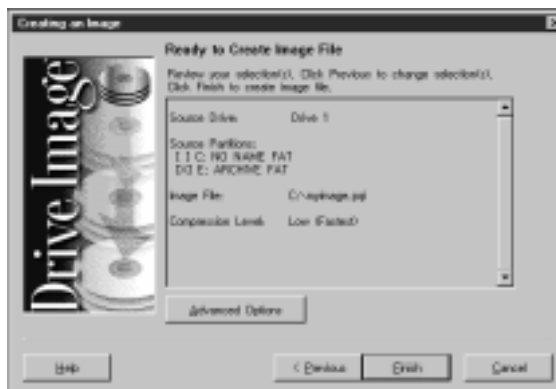 Creating an Image
Drive Image
Ready to Create Image File
Review your selection(s). Click Previous to change selection(s).
Click Finish to create image file.
Source Drive: Drive 1
Source Partitions:
C: NO NAME FAT
E: ARCHIVE FAT
Image File: C:\myimage.pqi
Compression Level: Low (Fastest)
Advanced Options
Help
< Previous
Finish
Cancel